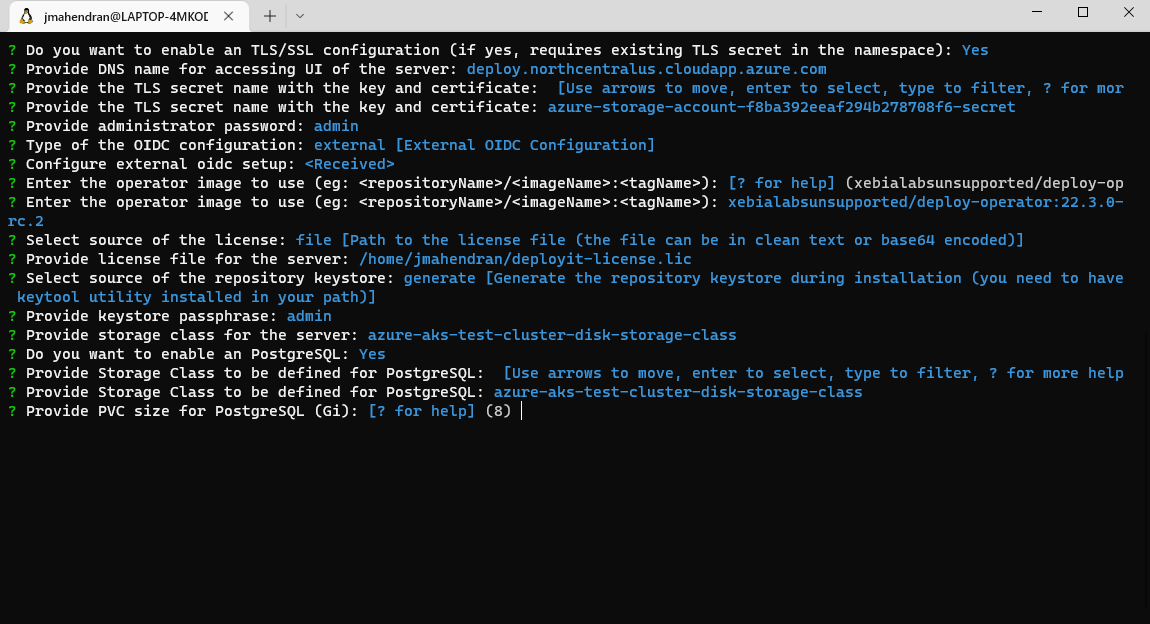 jmahendran@LAPTOP-4MKOD
? Do you want to enable an TLS/SSL configuration (if yes, requires existing TLS secret in the namespace): Yes
? Provide DNS name for accessing UI of the server: deploy.northcentralus.cloudapp.azure.com
? Provide the TLS secret name with the key and certificate:  [Use arrows to move, enter to select, type to filter, ? for mor
? Provide the TLS secret name with the key and certificate: azure-storage-account-f8ba392eeaf294b278708f6-secret
? Provide administrator password: admin
? Type of the OIDC configuration: external [External OIDC Configuration]
? Configure external oidc setup: <Received>
? Enter the operator image to use (eg: <repositoryName>/<imageName>:<tagName>): [? for help] (xebialabsunsupported/deploy-op
? Enter the operator image to use (eg: <repositoryName>/<imageName>:<tagName>): xebialabsunsupported/deploy-operator:22.3.0-
rc.2
? Select source of the license: file [Path to the license file (the file can be in clean text or base64 encoded)]
? Provide license file for the server: /home/jmahendran/deployit-license.lic
? Select source of the repository keystore: generate [Generate the repository keystore during installation (you need to have
 keytool utility installed in your path)]
? Provide keystore passphrase: admin
? Provide storage class for the server: azure-aks-test-cluster-disk-storage-class
? Do you want to enable an PostgreSQL: Yes
? Provide Storage Class to be defined for PostgreSQL:  [Use arrows to move, enter to select, type to filter, ? for more help
? Provide Storage Class to be defined for PostgreSQL: azure-aks-test-cluster-disk-storage-class
? Provide PVC size for PostgreSQL (Gi): [? for help] (8)